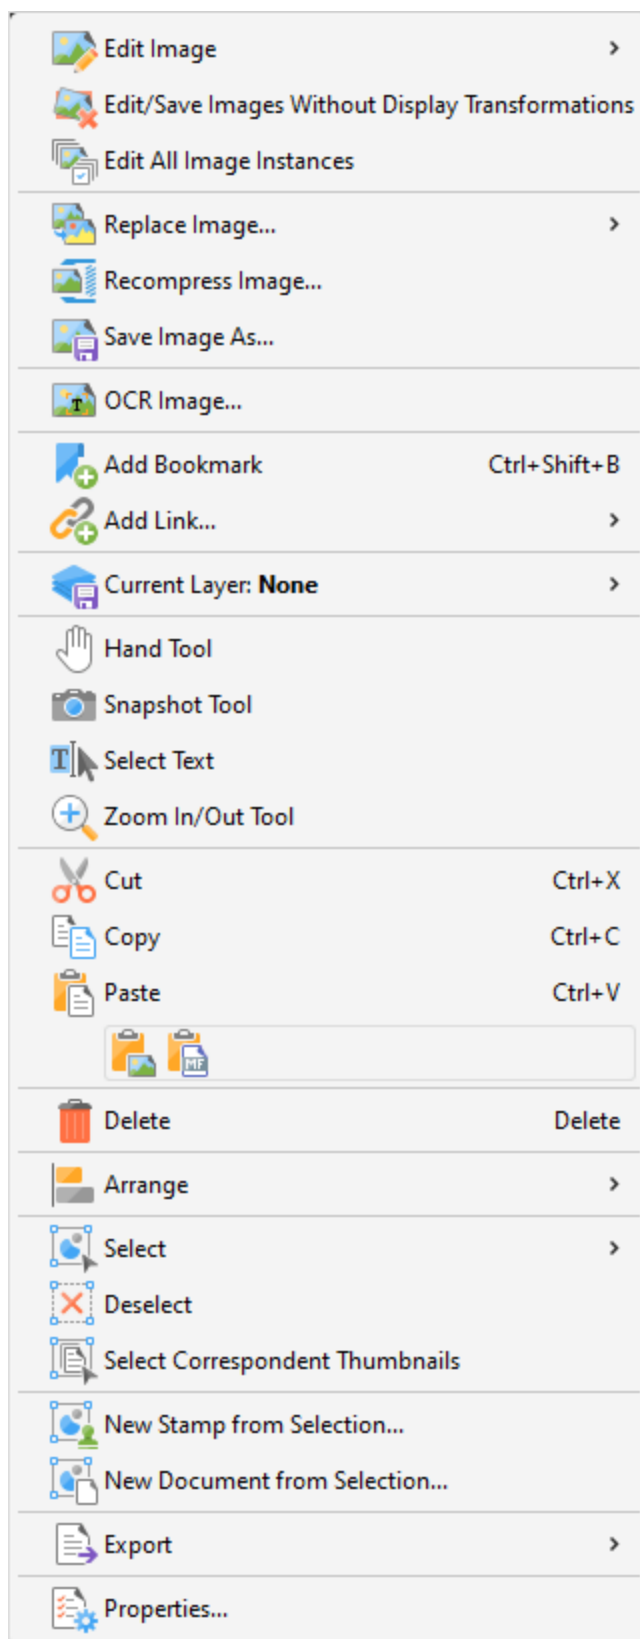 Edit Image
Edit/Save Images Without Display Transformations
Edit All Image Instances
Replace Image...
Recompress Image...
Save Image As...
T
OCR Image...
Add Bookmark Ctrl+Shift+B
Add Link...
Current Layer: None
Hand Tool
Snapshot Tool
T Select Text
Zoom In/Out Tool
Cut Ctrl+X
Copy Ctrl+C
Paste Ctrl+V
MF
Delete Delete
Arrange
Select
Deselect
Select Correspondent Thumbnails
New Stamp from Selection...
New Document from Selection...
Export
Properties...